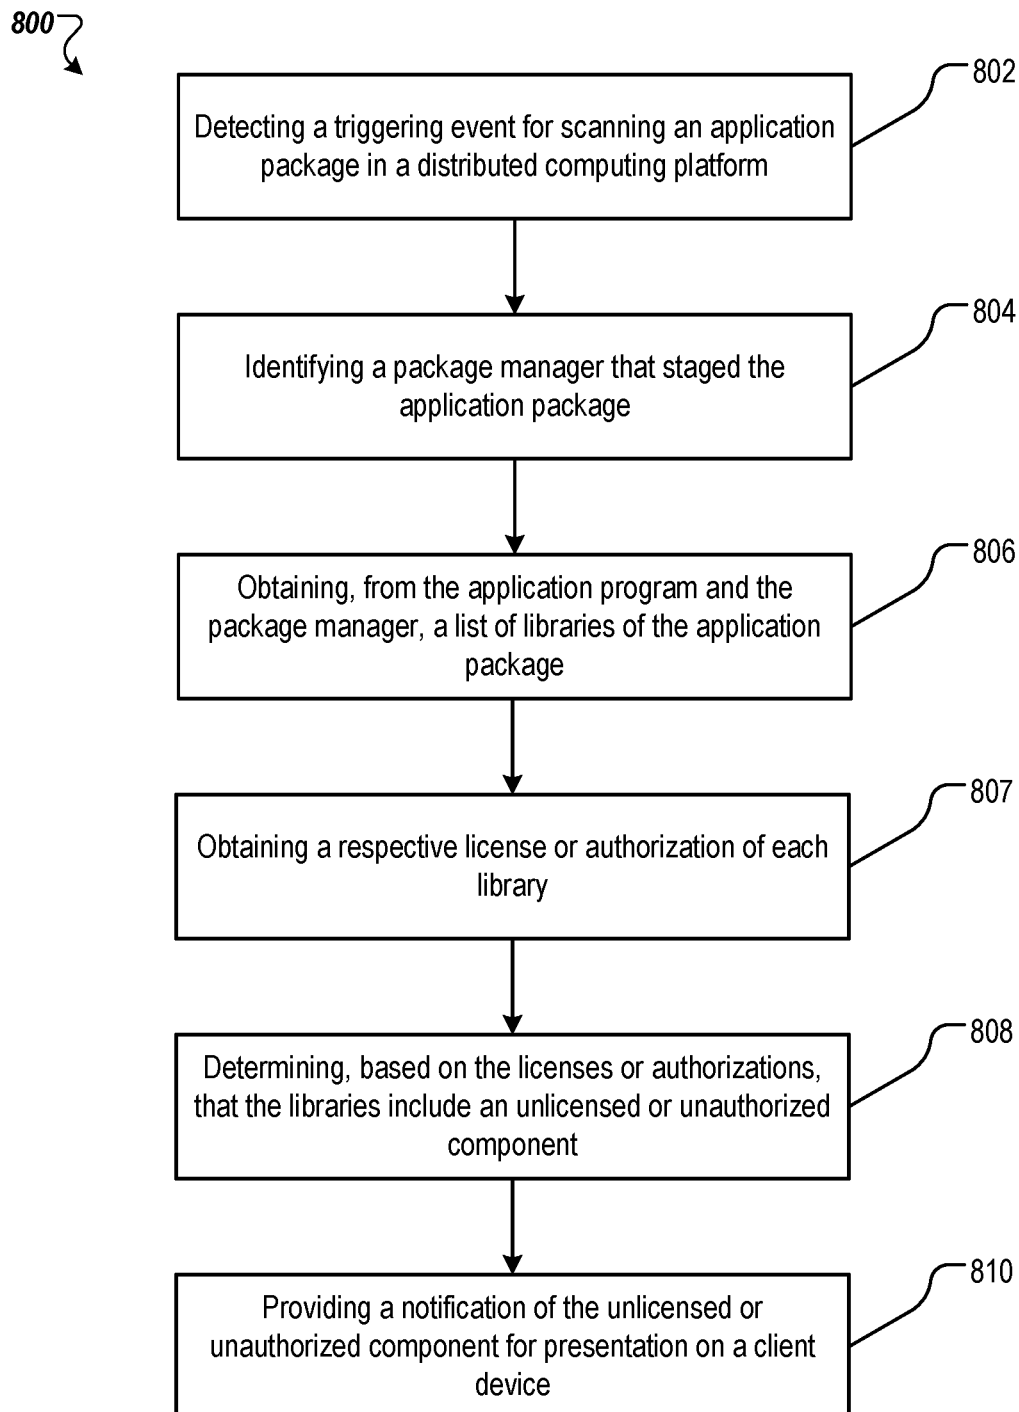 800
802
Detecting a triggering event for scanning an application
package in a distributed computing platform
804
Identifying a package manager that staged the
application package
806
Obtaining, from the application program and the
package manager, a list of libraries of the application
package
807
Obtaining a respective license or authorization of each
library
808
Determining, based on the licenses or authorizations,
that the libraries include an unlicensed or unauthorized
component
810
Providing a notification of the unlicensed or
unauthorized component for presentation on a client
device